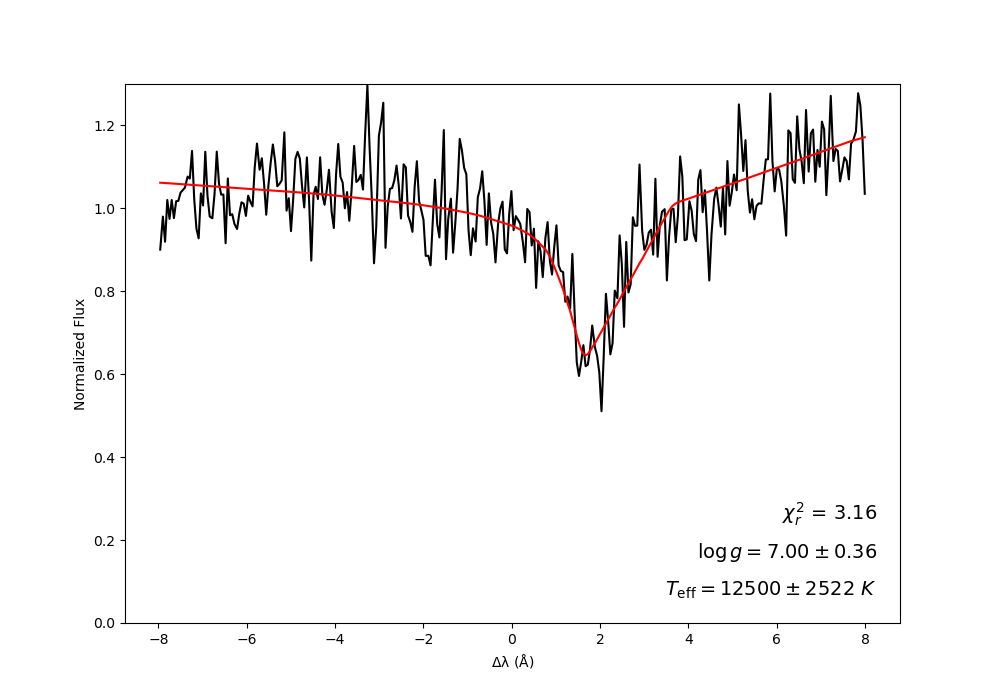 1.2
1.0
0.8
0.6
0.4
0.2
0.0
Normalized Flux
χ²ᵣ = 3.16
log g = 7.00 ± 0.36
T_eff = 12500 ± 2522 K
−8 −6 −4 −2 0 2 4 6 8
Δλ (Å)